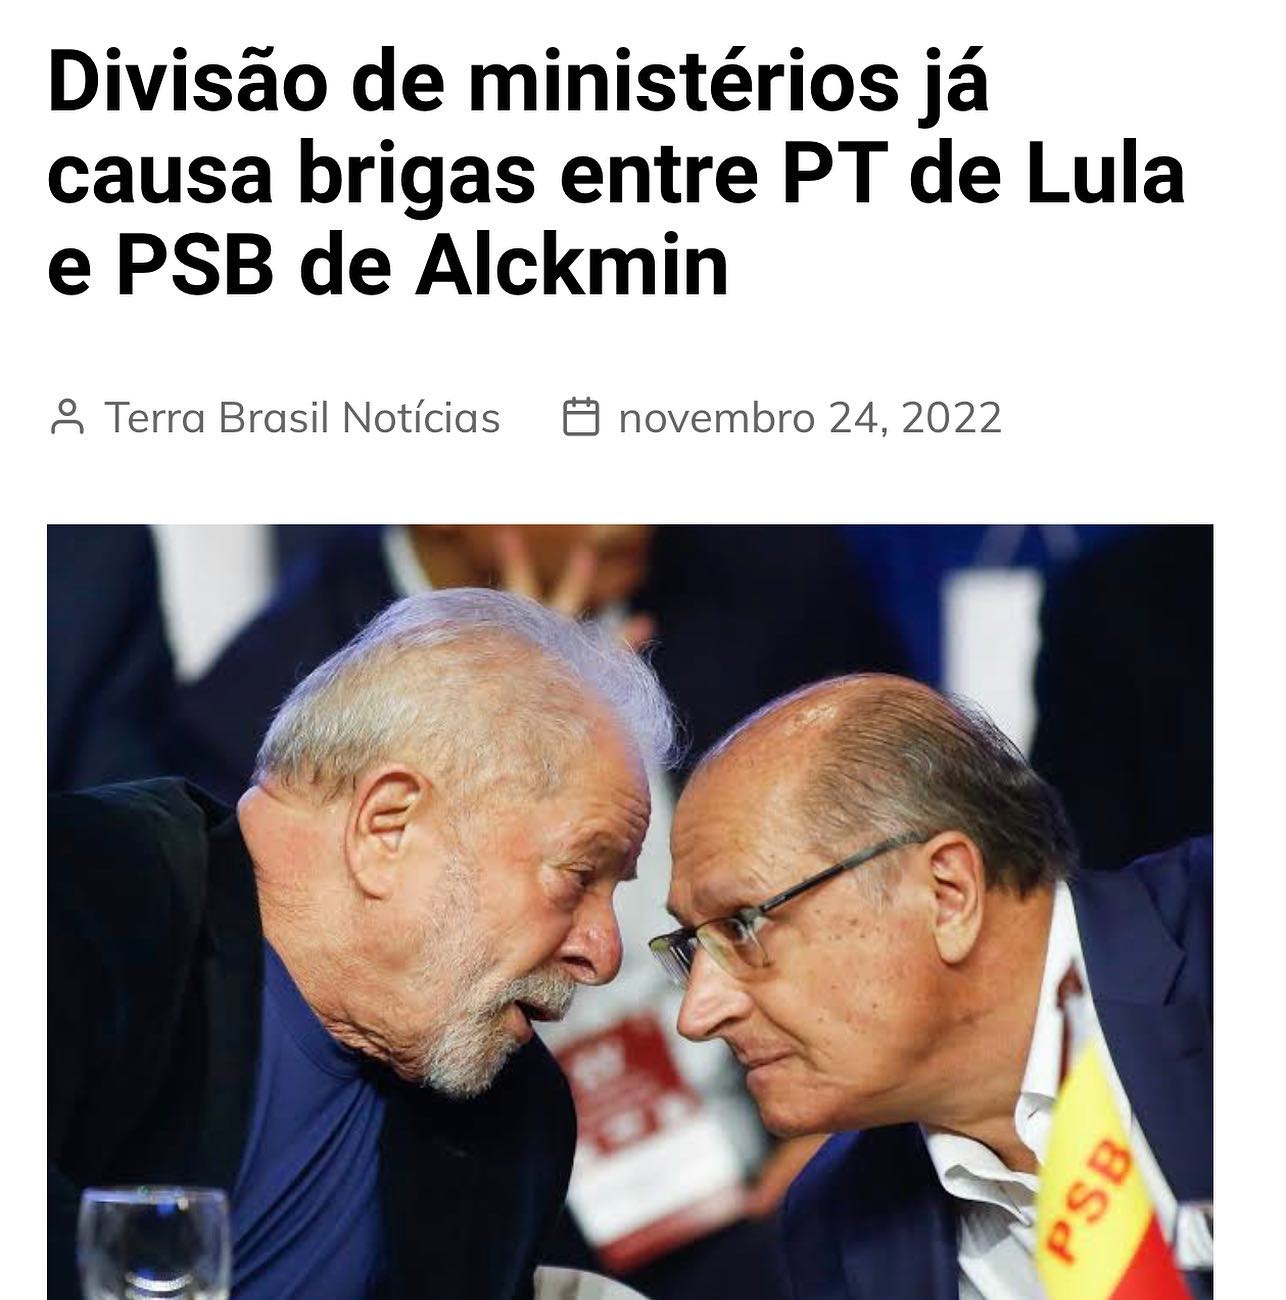 Divisão de ministérios já
causa brigas entre PT de Lula
e PSB de Alckmin
Terra Brasil Notícias novembro 24, 2022
PSB